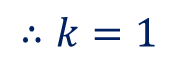 ∴ k = 1